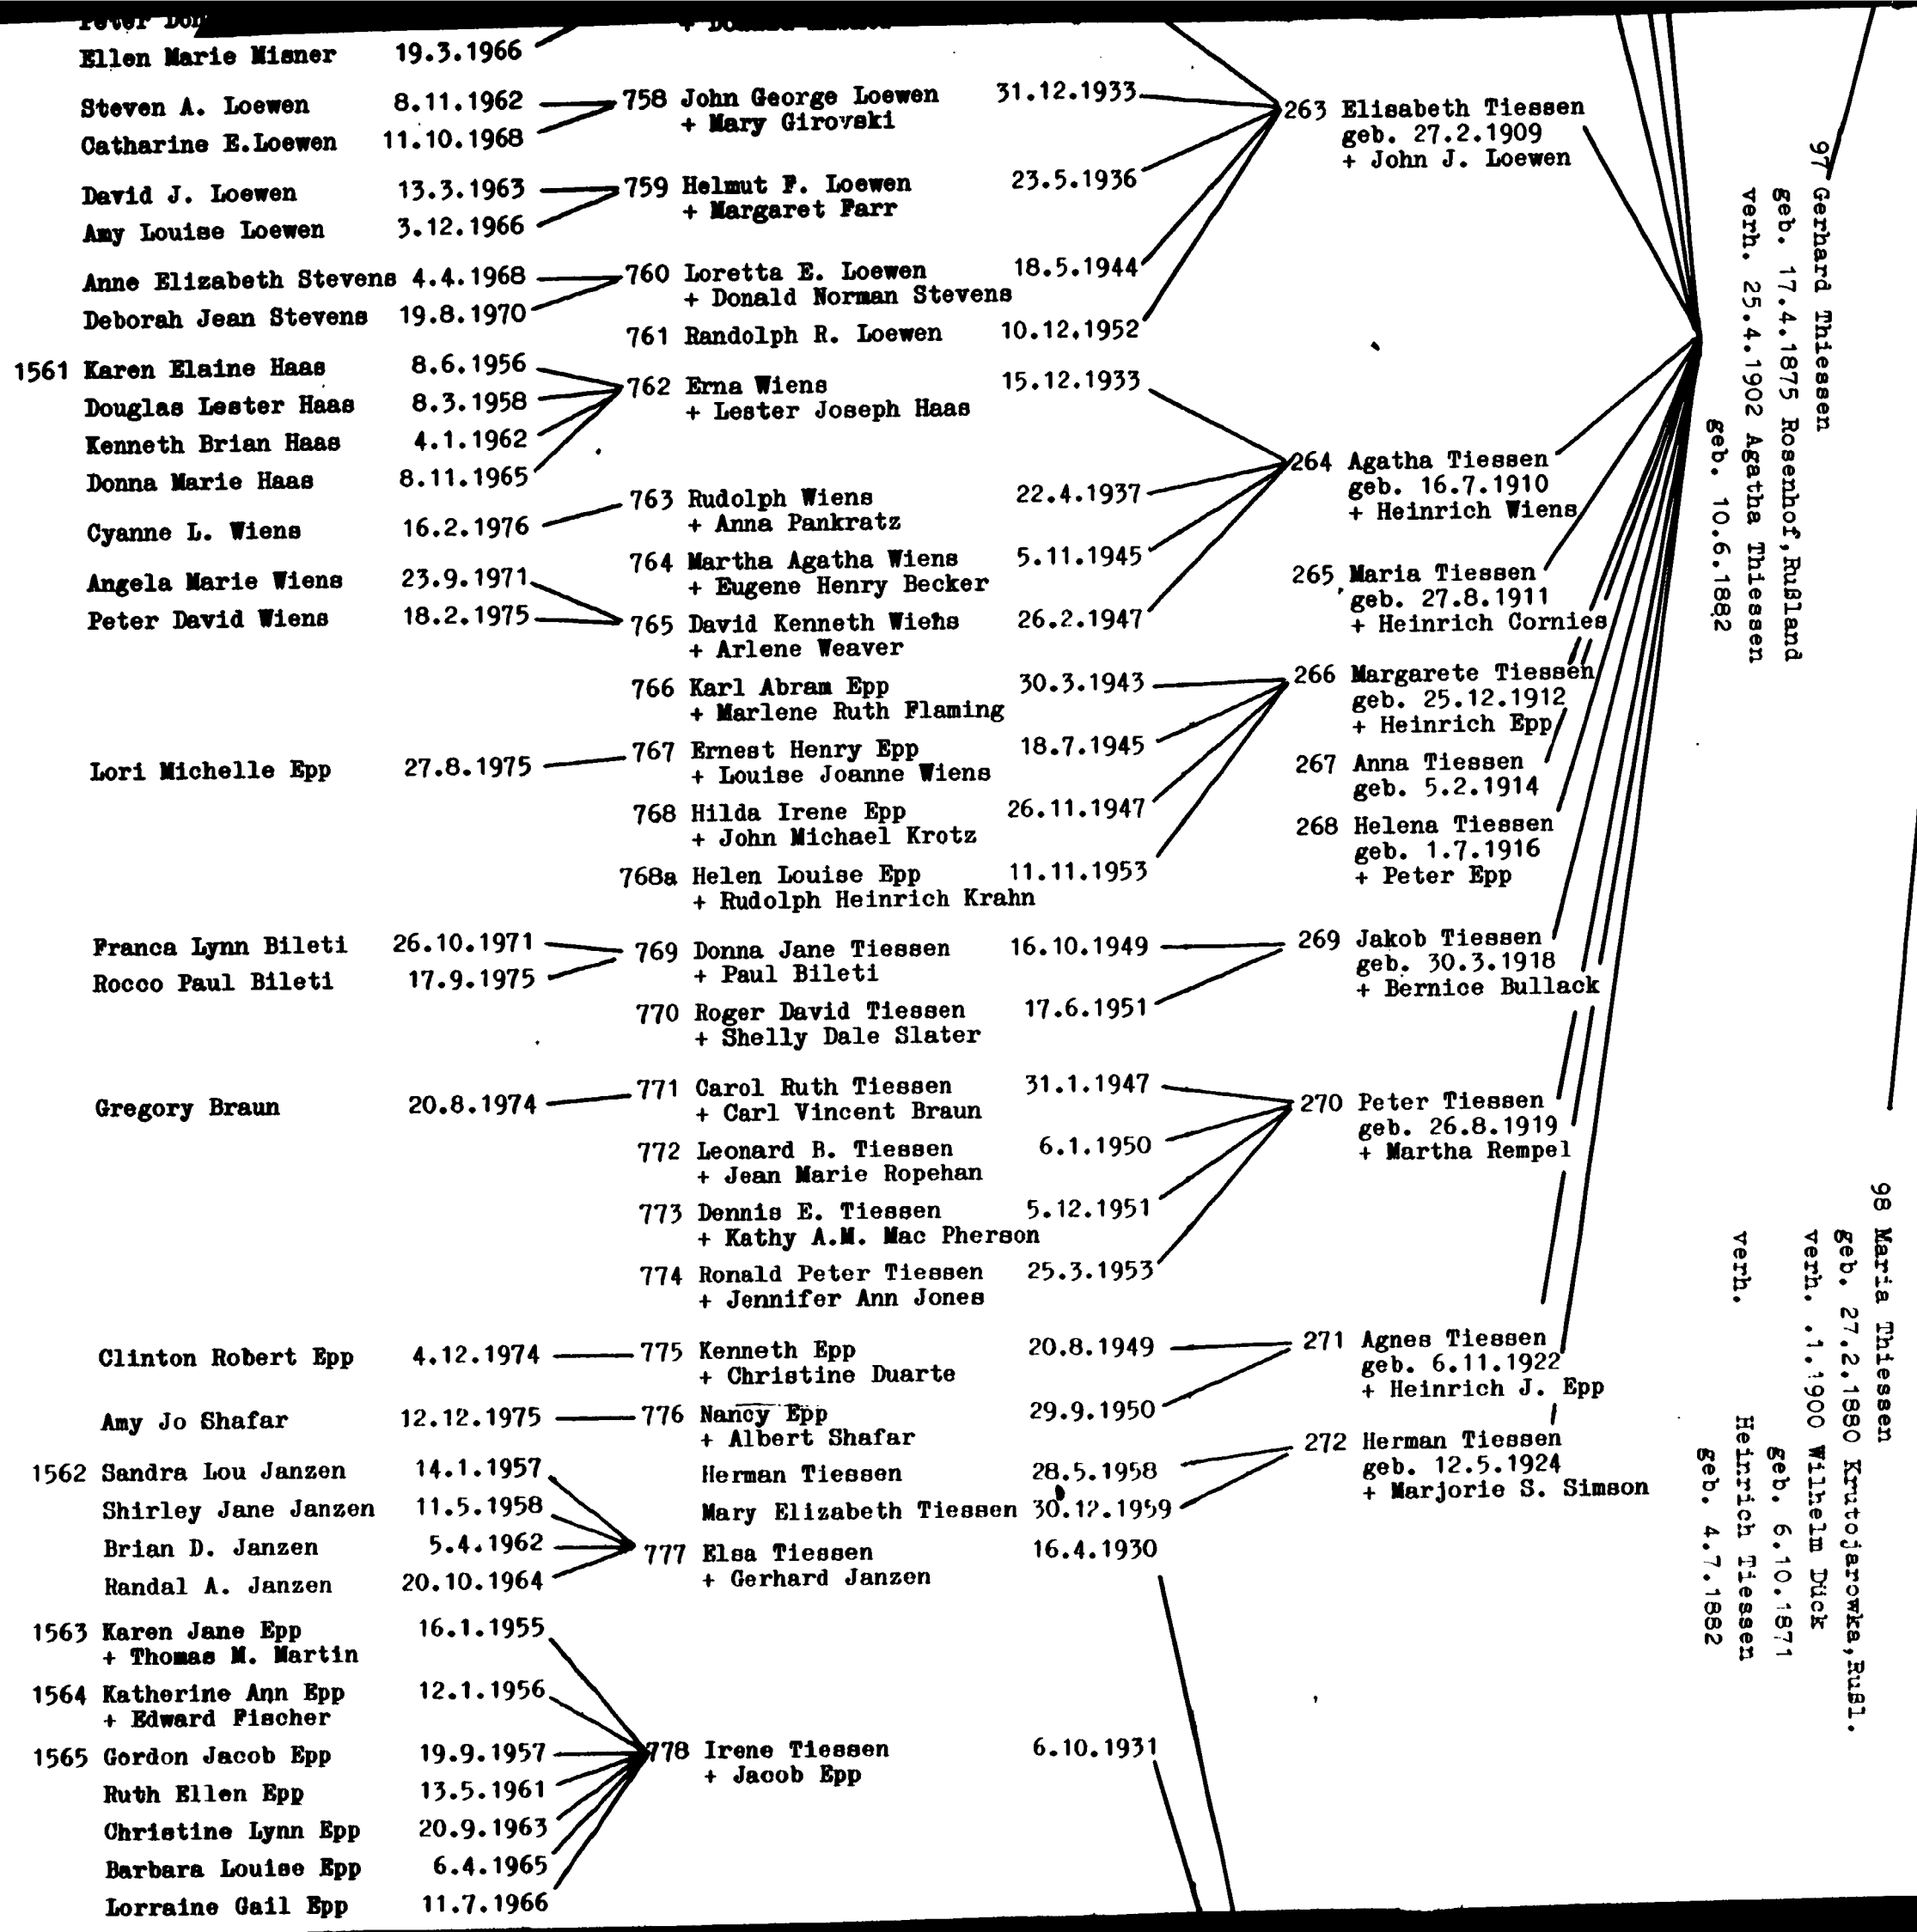 Ellen Marie Misner 19.3.1966
Steven A. Loewen 8.11.1962
Catharine E.Loewen 11.10.1968
David J. Loewen 13.3.1963
Amy Louise Loewen 3.12.1966
Anne Elizabeth Stevens 4.4.1968
Deborah Jean Stevens 19.8.1970
1561 Karen Elaine Haas 8.6.1956
Douglas Lester Haas 8.3.1958
Kenneth Brian Haas 4.1.1962
Donna Marie Haas 8.11.1965
Cyanne L. Wiens 16.2.1976
Angela Marie Wiens 23.9.1971
Peter David Wiens 18.2.1975
Lori Michelle Epp 27.8.1975
Franca Lynn Bileti 26.10.1971
Rocco Paul Bileti 17.9.1975
Gregory Braun 20.8.1974
Clinton Robert Epp 4.12.1974
Amy Jo Shafar 12.12.1975
1562 Sandra Lou Janzen 14.1.1957
Shirley Jane Janzen 11.5.1958
Brian D. Janzen 5.4.1962
Randal A. Janzen 20.10.1964
1563 Karen Jane Epp 16.1.1955
+ Thomas M. Martin
1564 Katherine Ann Epp 12.1.1956
+ Edward Fischer
1565 Gordon Jacob Epp 19.9.1957
Ruth Ellen Epp 13.5.1961
Christine Lynn Epp 20.9.1963
Barbara Louise Epp 6.4.1965
Lorraine Gail Epp 11.7.1966
758 John George Loewen 31.12.1933
+ Mary Girovski
759 Helmut F. Loewen 23.5.1936
+ Margaret Farr
760 Loretta E. Loewen 18.5.1944
+ Donald Norman Stevens
761 Randolph R. Loewen 10.12.1952
762 Erna Wiens 15.12.1933
+ Lester Joseph Haas
763 Rudolph Wiens 22.4.1937
+ Anna Pankratz
764 Martha Agatha Wiens 5.11.1945
+ Eugene Henry Becker
765 David Kenneth Wiens 26.2.1947
+ Arlene Weaver
766 Karl Abram Epp 30.3.1943
+ Marlene Ruth Flaming
767 Ernest Henry Epp 18.7.1945
+ Louise Joanne Wiens
768 Hilda Irene Epp 26.11.1947
+ John Michael Krotz
768a Helen Louise Epp 11.11.1953
+ Rudolph Heinrich Krahn
769 Donna Jane Tiessen 16.10.1949
+ Paul Bileti
770 Roger David Tiessen 17.6.1951
+ Shelly Dale Slater
771 Carol Ruth Tiessen 31.1.1947
+ Carl Vincent Braun
772 Leonard B. Tiessen 6.1.1950
+ Jean Marie Ropehan
773 Dennis E. Tiessen 5.12.1951
+ Kathy A.M. Mac Pherson
774 Ronald Peter Tiessen 25.3.1953
+ Jennifer Ann Jones
775 Kenneth Epp 20.8.1949
+ Christine Duarte
776 Nancy Epp 29.9.1950
+ Albert Shafar
Herman Tiessen 28.5.1958
Mary Elizabeth Tiessen 30.12.1959
777 Elsa Tiessen 16.4.1930
+ Gerhard Janzen
778 Irene Tiessen 6.10.1931
+ Jacob Epp
263 Elisabeth Tiessen
geb. 27.2.1909
+ John J. Loewen
264 Agatha Tiessen
geb. 16.7.1910
+ Heinrich Wiens
265 Maria Tiessen
geb. 27.8.1911
+ Heinrich Cornies
266 Margarete Tiessen
geb. 25.12.1912
+ Heinrich Epp
267 Anna Tiessen
geb. 5.2.1914
268 Helena Tiessen
geb. 1.7.1916
+ Peter Epp
269 Jakob Tiessen
geb. 30.3.1918
+ Bernice Bullack
270 Peter Tiessen
geb. 26.8.1919
+ Martha Rempel
271 Agnes Tiessen
geb. 6.11.1922
+ Heinrich J. Epp
272 Herman Tiessen
geb. 12.5.1924
+ Marjorie S. Simson
97 Gerhard Thiessen
geb. 17.4.1875 Rosenhof,Rußland
verh. 25.4.1902 Agatha Thiessen
geb. 10.6.1882
98 Maria Thiessen
geb. 27.2.1880 Krutojarowka,Rußl.
verh. .1.1900 Wilhelm Dück
geb. 6.10.1871
verh. Heinrich Tiessen
geb. 4.7.1882